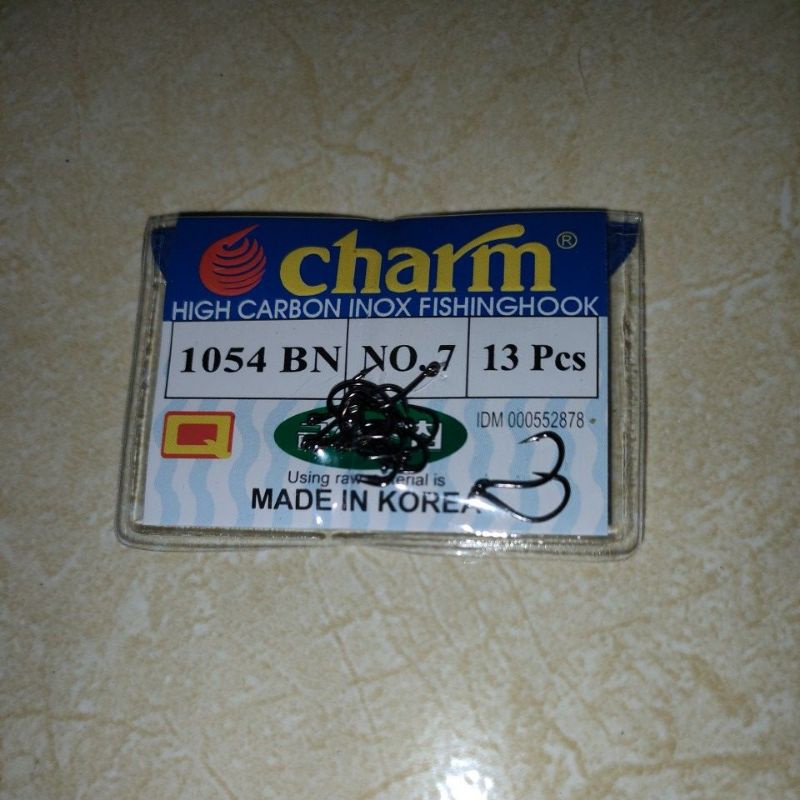 charm®
HIGH CARBON INOX FISHINGHOOK
1054 BN NO. 7 13 Pcs
Q
IDM 000552878
Using raw material is
MADE IN KOREA